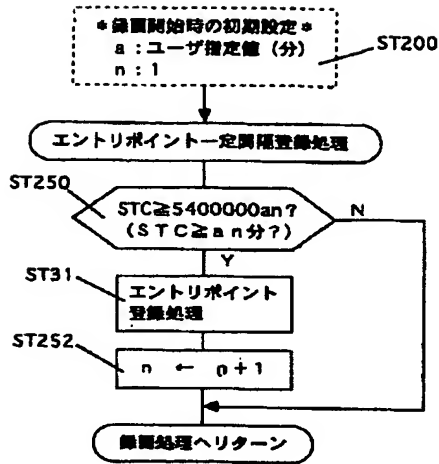 ＊録画開始時の初期設定＊
a：ユーザ指定値（分）
n：1
ST200
エントリポイント一定間隔登録処理
ST250
STC≧5400000an?
(STC≧an分?)
N
Y
ST31
エントリポイント
登録処理
ST252
n ← n+1
録画処理へリターン